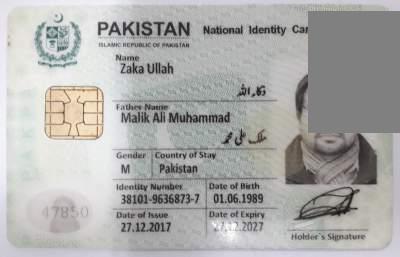 PAKISTAN National Identity Car
ISLAMIC REPUBLIC OF PAKISTAN
Name
Zaka Ullah
ذکاء اللہ
Father Name
Malik Ali Muhammad
ملک علی محمد
Gender Country of Stay
M Pakistan
Identity Number Date of Birth
38101-9636873-7 01.06.1989
47850
Date of Issue Date of Expiry
27.12.2017 27.12.2027
Holder's Signature